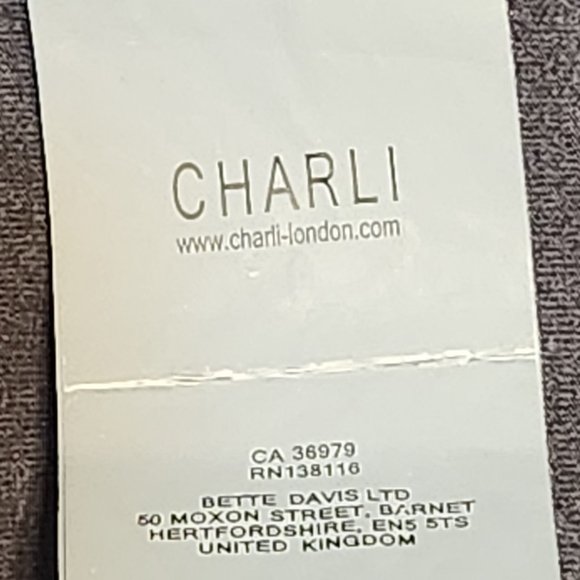 CHARLI
www.charli-london.com
CA 36979
RN138116
BETTE DAVIS LTD
50 MOXON STREET, BARNET
HERTFORDSHIRE, EN5 5TS
UNITED KINGDOM